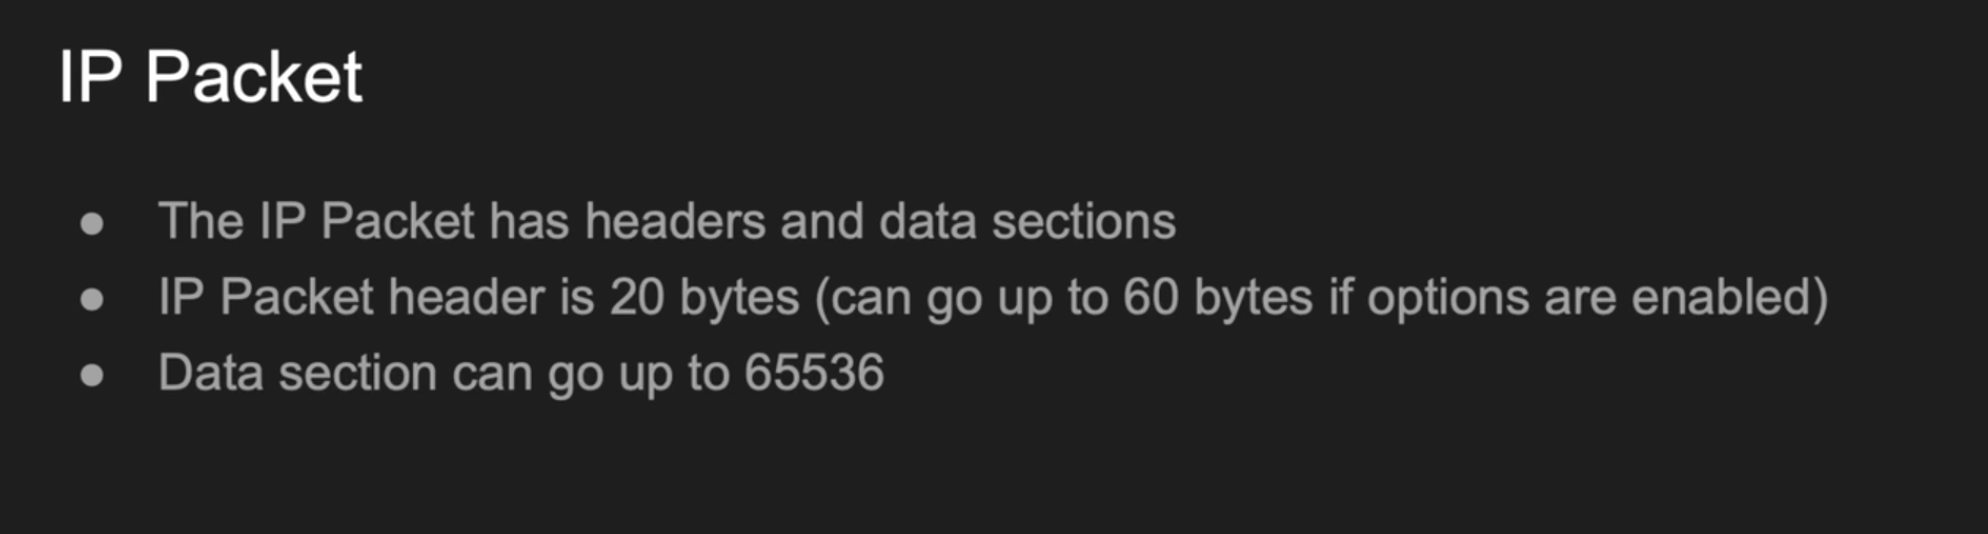 IP Packet
● The IP Packet has headers and data sections
● IP Packet header is 20 bytes (can go up to 60 bytes if options are enabled)
● Data section can go up to 65536